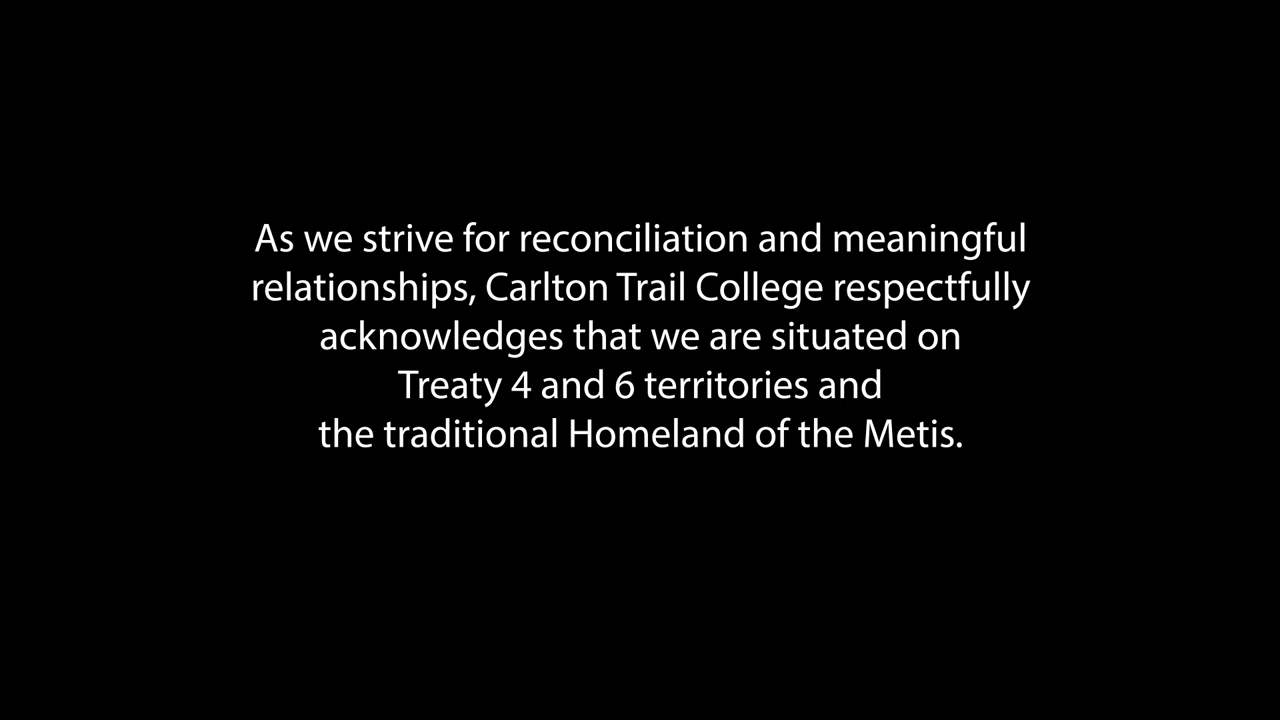 As we strive for reconciliation and meaningful
relationships, Carlton Trail College respectfully
acknowledges that we are situated on
Treaty 4 and 6 territories and
the traditional Homeland of the Metis.